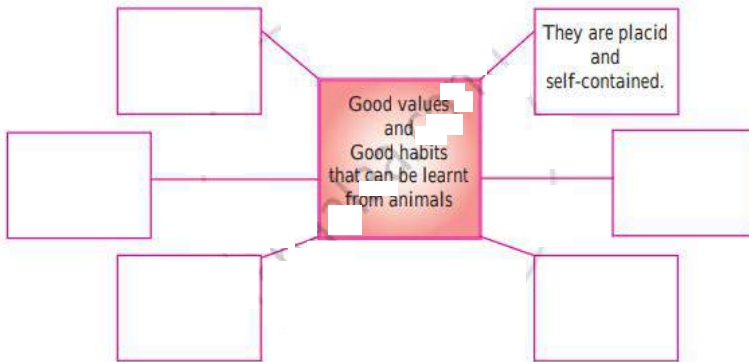 They are placid
and
self-contained.
Good values
and
Good habits
that can be learnt
from animals